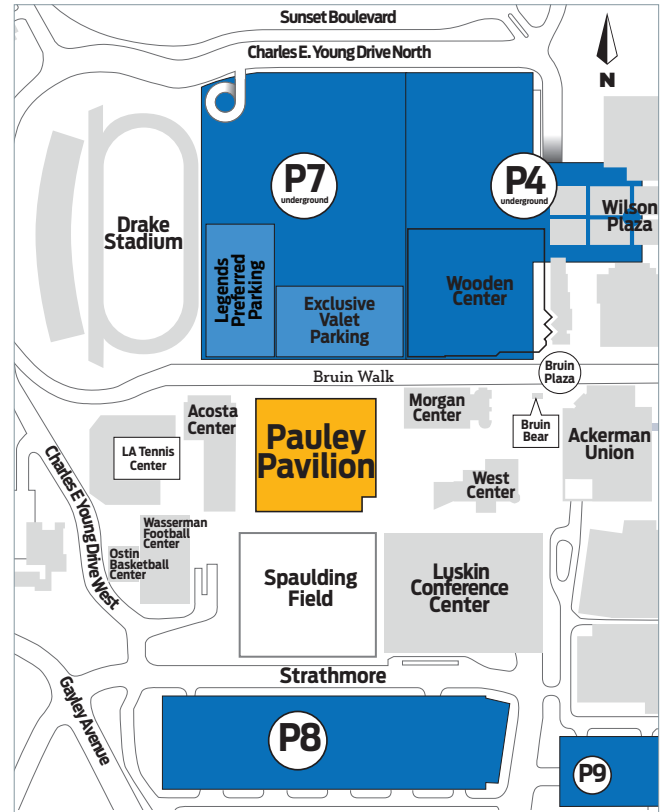 Sunset Boulevard
Charles E. Young Drive North
N
P7
underground
P4
underground
Wilson
Plaza
Drake
Stadium
Legends
Preferred
Parking
Exclusive
Valet
Parking
Wooden
Center
Bruin Walk
Bruin
Plaza
Acosta
Center
Morgan
Center
Bruin
Bear
Ackerman
Union
Pauley
Pavilion
LA Tennis
Center
West
Center
Charles E Young Drive West
Wasserman
Football
Center
Ostin
Basketball
Center
Spaulding
Field
Luskin
Conference
Center
Strathmore
Gayley Avenue
P8
P9